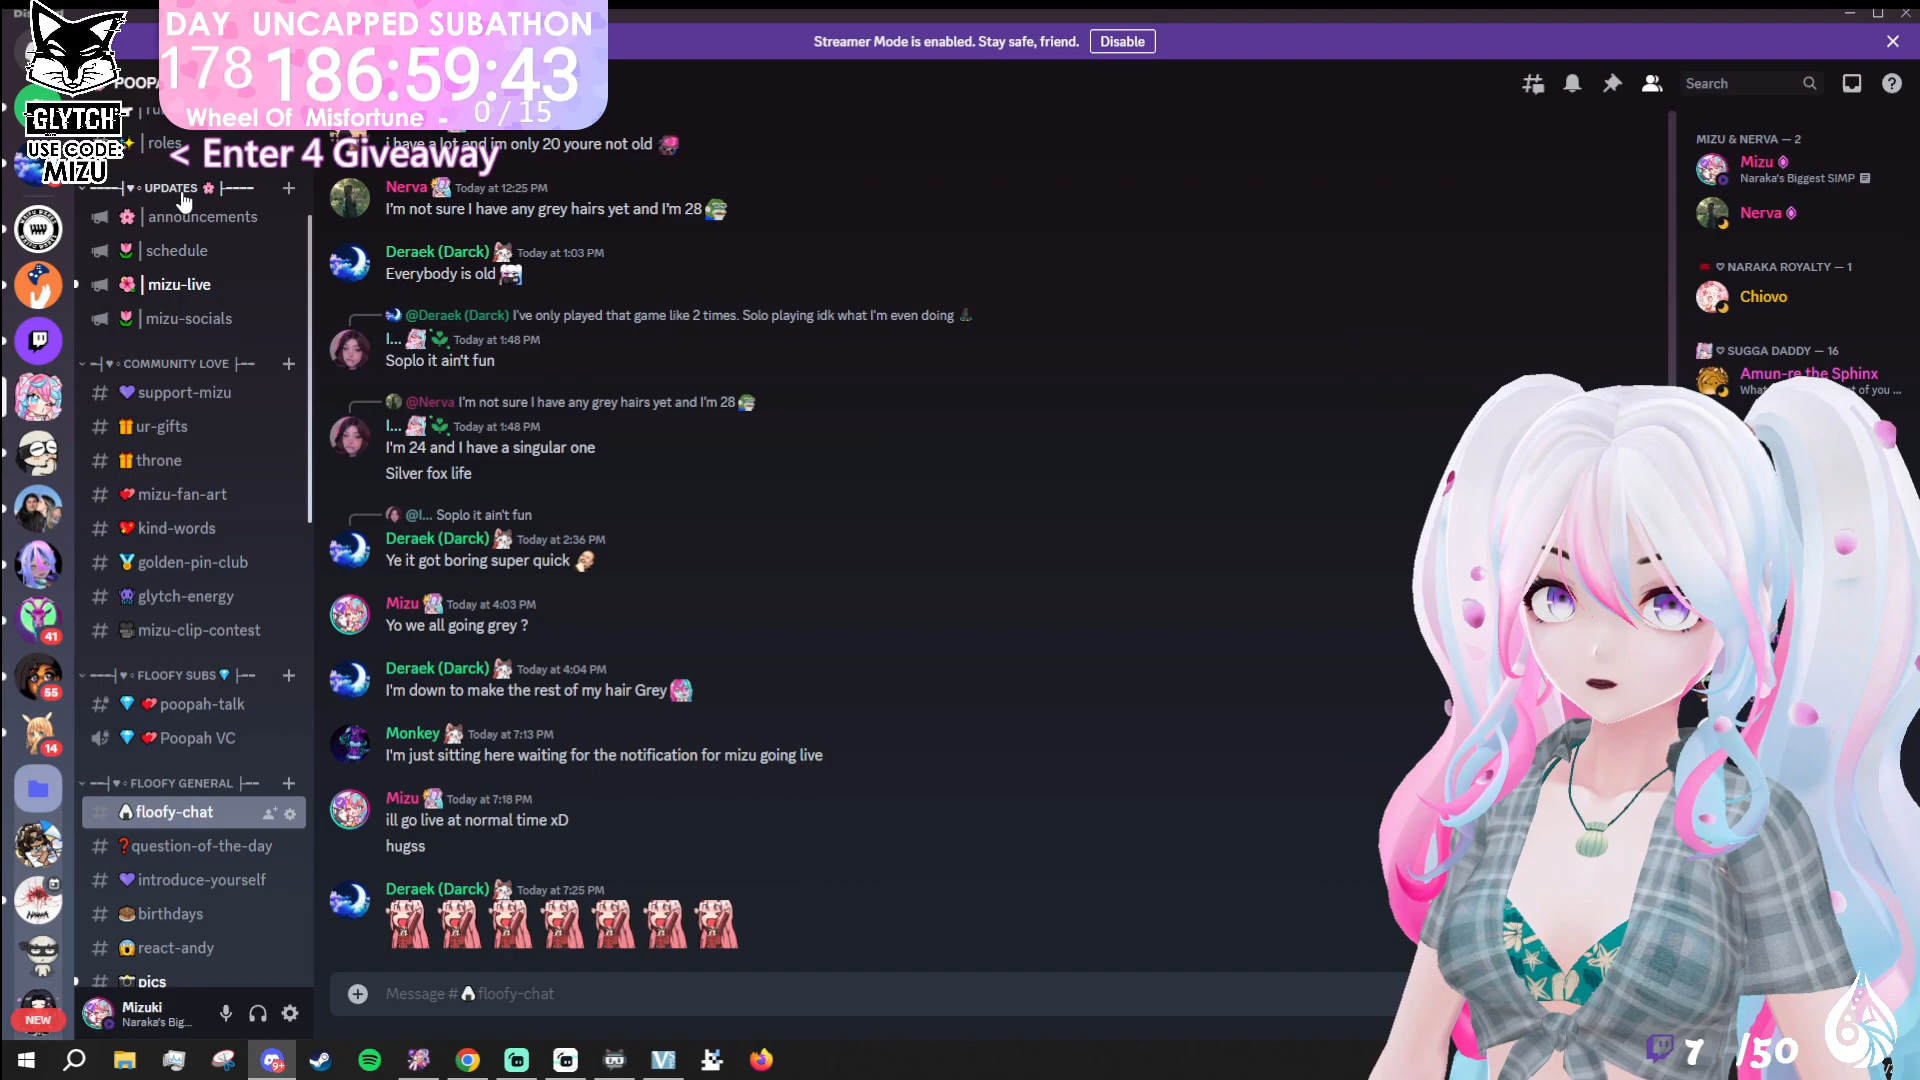 DAY UNCAPPED SUBATHON
178 186:59:43
Wheel Of Misfortune - 0 / 15
< Enter 4 Giveaway
GLYTCH
USE CODE:
MIZU
Streamer Mode is enabled. Stay safe, friend. Disable
Search
roles
UPDATES
announcements
schedule
mizu-live
mizu-socials
COMMUNITY LOVE
support-mizu
ur-gifts
throne
mizu-fan-art
kind-words
golden-pin-club
glytch-energy
mizu-clip-contest
FLOOFY SUBS
poopah-talk
Poopah VC
FLOOFY GENERAL
floofy-chat
question-of-the-day
introduce-yourself
birthdays
react-andy
pics
Mizuki
Naraka's Big...
41
55
14
NEW
i have a lot and im only 20 youre not old
Nerva Today at 12:25 PM
I'm not sure I have any grey hairs yet and I'm 28
Deraek (Darck) Today at 1:03 PM
Everybody is old
@Deraek (Darck) I've only played that game like 2 times. Solo playing idk what I'm even doing
I... Today at 1:48 PM
Soplo it ain't fun
@Nerva I'm not sure I have any grey hairs yet and I'm 28
I... Today at 1:48 PM
I'm 24 and I have a singular one
Silver fox life
@I... Soplo it ain't fun
Deraek (Darck) Today at 2:36 PM
Ye it got boring super quick
Mizu Today at 4:03 PM
Yo we all going grey ?
Deraek (Darck) Today at 4:04 PM
I'm down to make the rest of my hair Grey
Monkey Today at 7:13 PM
I'm just sitting here waiting for the notification for mizu going live
Mizu Today at 7:18 PM
ill go live at normal time xD
hugss
Deraek (Darck) Today at 7:25 PM
Message # floofy-chat
MIZU & NERVA — 2
Mizu
Naraka's Biggest SIMP
Nerva
NARAKA ROYALTY — 1
Chiovo
SUGGA DADDY — 16
Amun-re the Sphinx
of you ...
7 /50